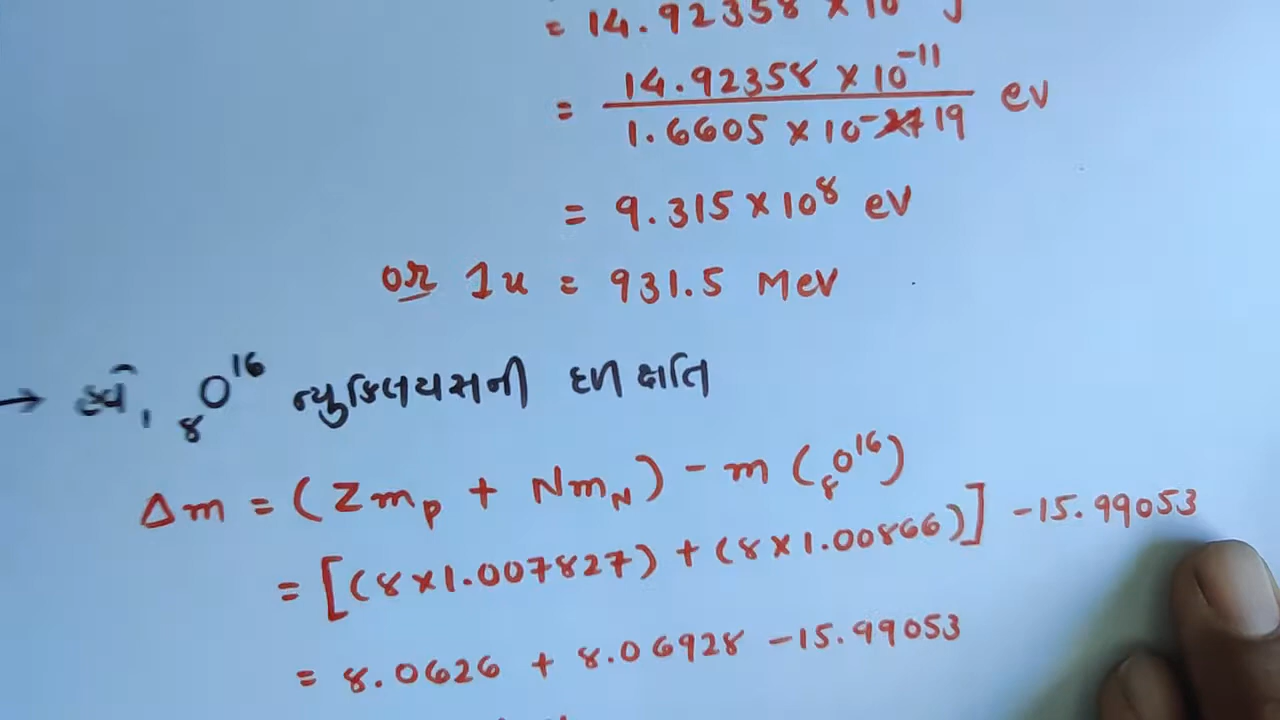 = 14.92358 × 10 J
= 14.92358 × 10⁻¹¹ / 1.6605 × 10⁻¹⁹ eV
= 9.315 × 10⁸ eV
or 1u = 931.5 MeV
→ હવે, ₈O¹⁶ ન્યુક્લિયસની દળ ક્ષતિ
Δm = (Zmₚ + Nm_N) - m (₈O¹⁶)
= [(8×1.007827) + (8×1.00866)] - 15.99053
= 8.0626 + 8.06928 - 15.99053